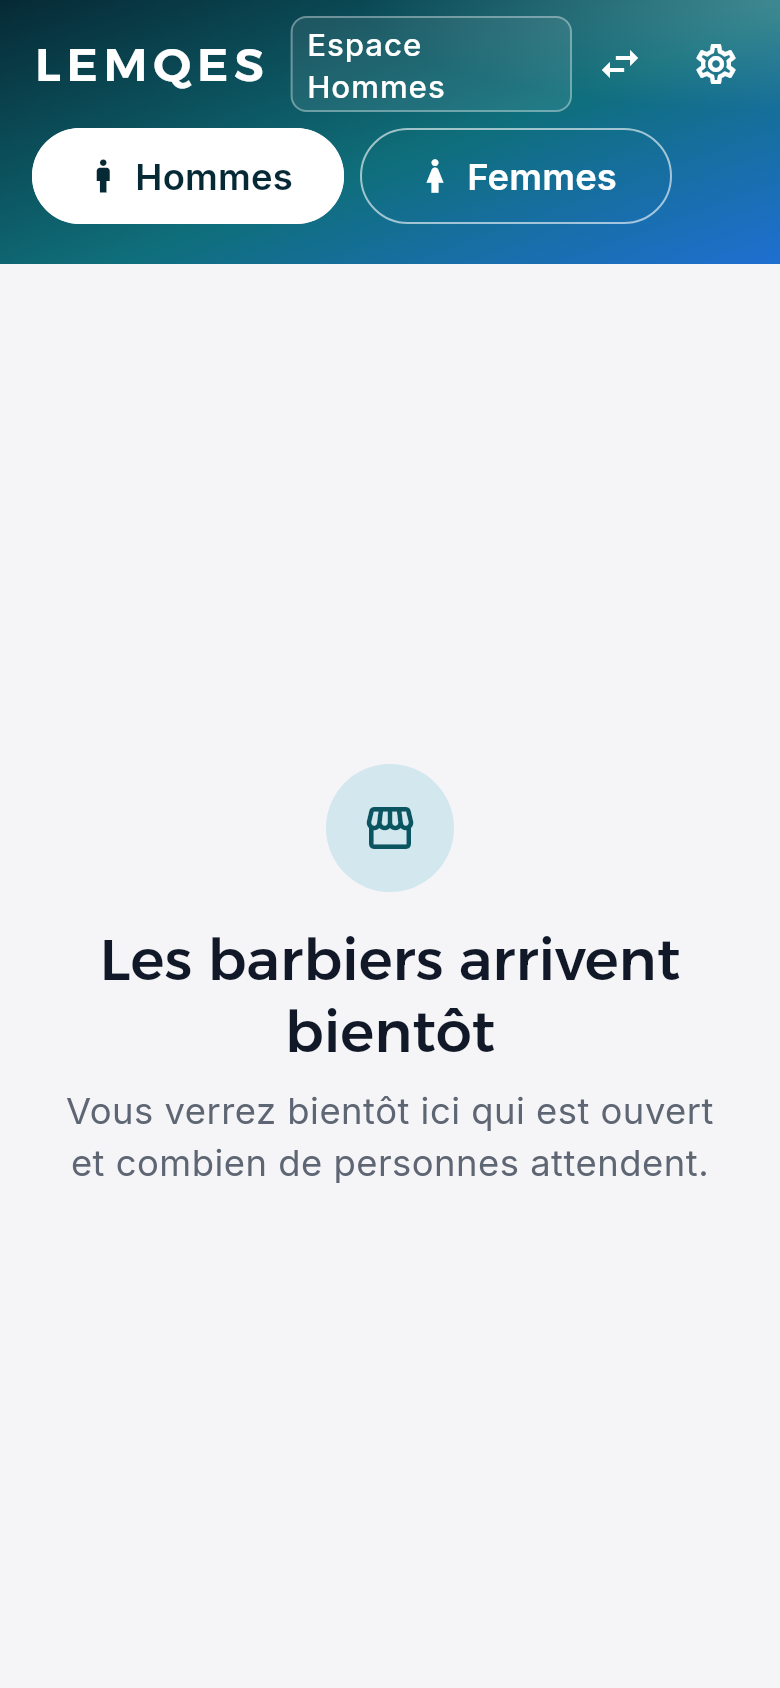 LEMQES
Espace
Hommes
Hommes
Femmes
Les barbiers arrivent
bientôt
Vous verrez bientôt ici qui est ouvert
et combien de personnes attendent.